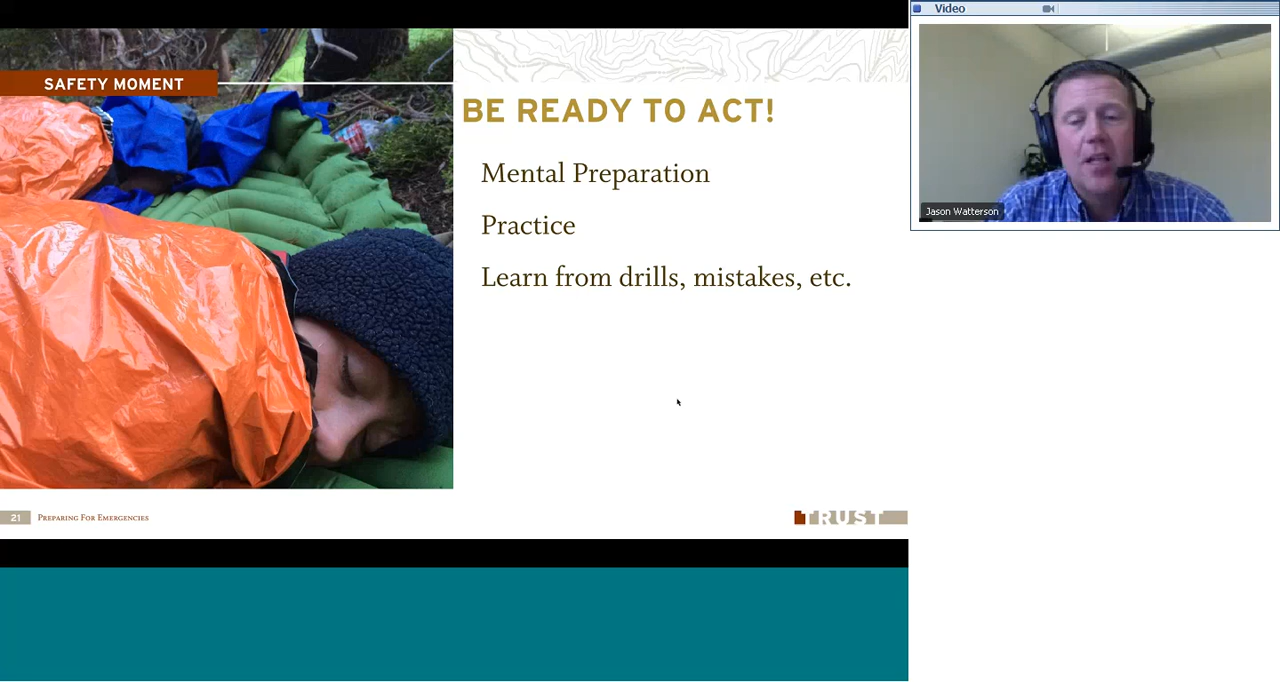 SAFETY MOMENT
BE READY TO ACT!
Mental Preparation
Practice
Learn from drills, mistakes, etc.
21 Preparing For Emergencies
TRUST
Video
Jason Watterson